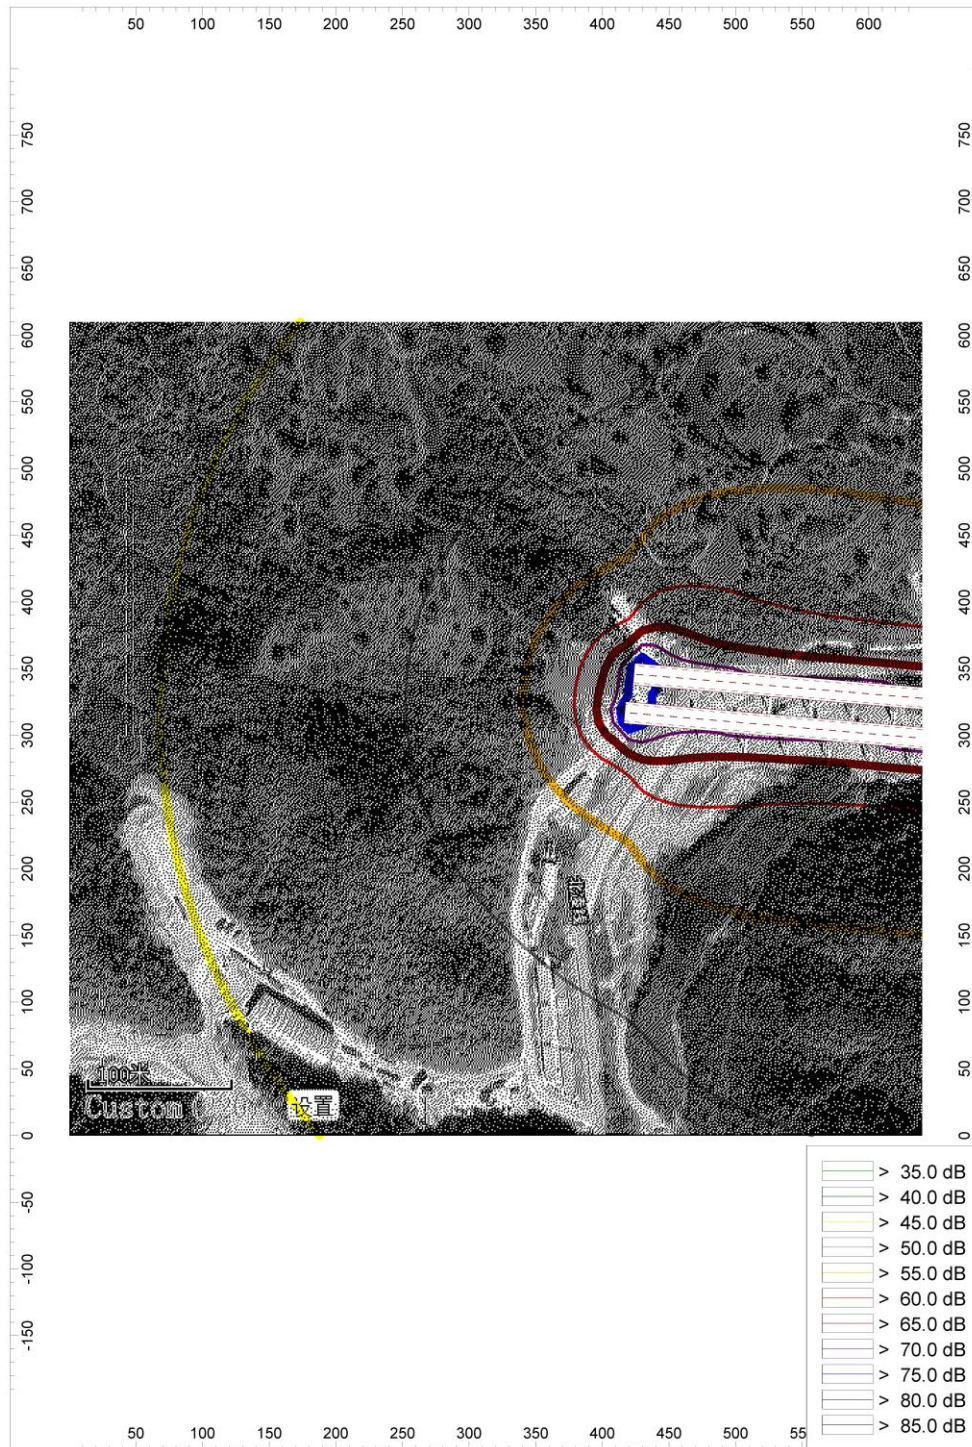 50 100 150 200 250 300 350 400 450 500 550 600
750 750
700 700
650 650
600 600
550 550
500 500
450 450
400 400
350 350
300 300
250 250
200 200
150 150
100 100
50 50
0 0
-50
-100
-150
100米
Custom
设置
> 35.0 dB
> 40.0 dB
> 45.0 dB
> 50.0 dB
> 55.0 dB
> 60.0 dB
> 65.0 dB
> 70.0 dB
> 75.0 dB
> 80.0 dB
> 85.0 dB
50 100 150 200 250 300 350 400 450 500